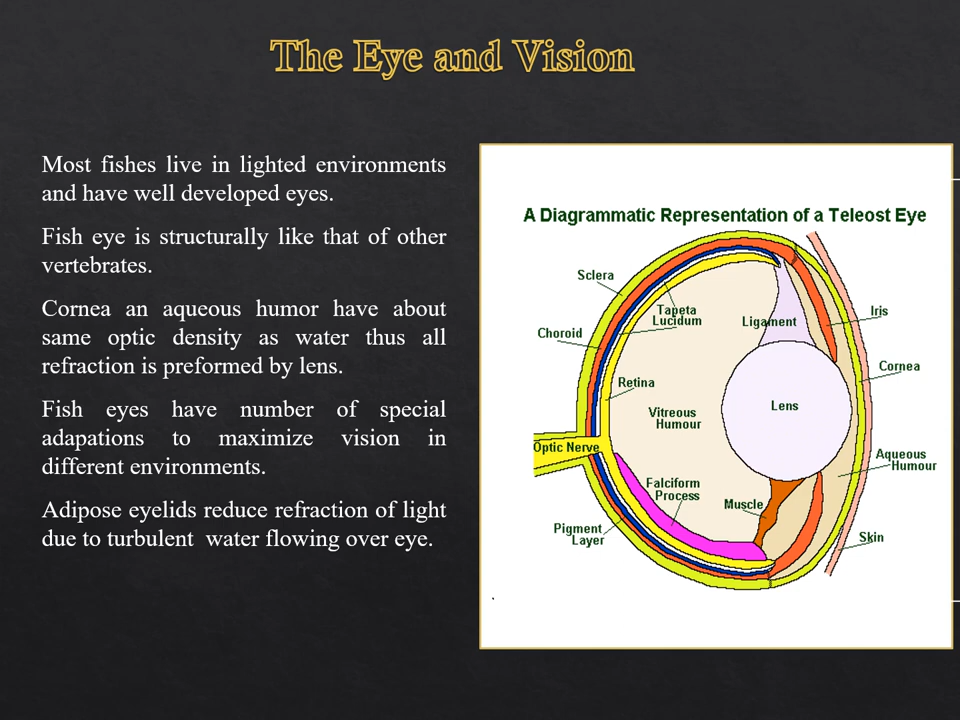 The Eye and Vision
Most fishes live in lighted environments
and have well developed eyes.
Fish eye is structurally like that of other
vertebrates.
Cornea an aqueous humor have about
same optic density as water thus all
refraction is preformed by lens.
Fish eyes have number of special
adapations to maximize vision in
different environments.
Adipose eyelids reduce refraction of light
due to turbulent water flowing over eye.
A Diagrammatic Representation of a Teleost Eye
Sclera
Tapeta
Lucidum
Ligament
Iris
Choroid
Cornea
Retina
Lens
Vitreous
Humour
Optic Nerve
Aqueous
Humour
Falciform
Process
Muscle
Pigment
Layer
Skin